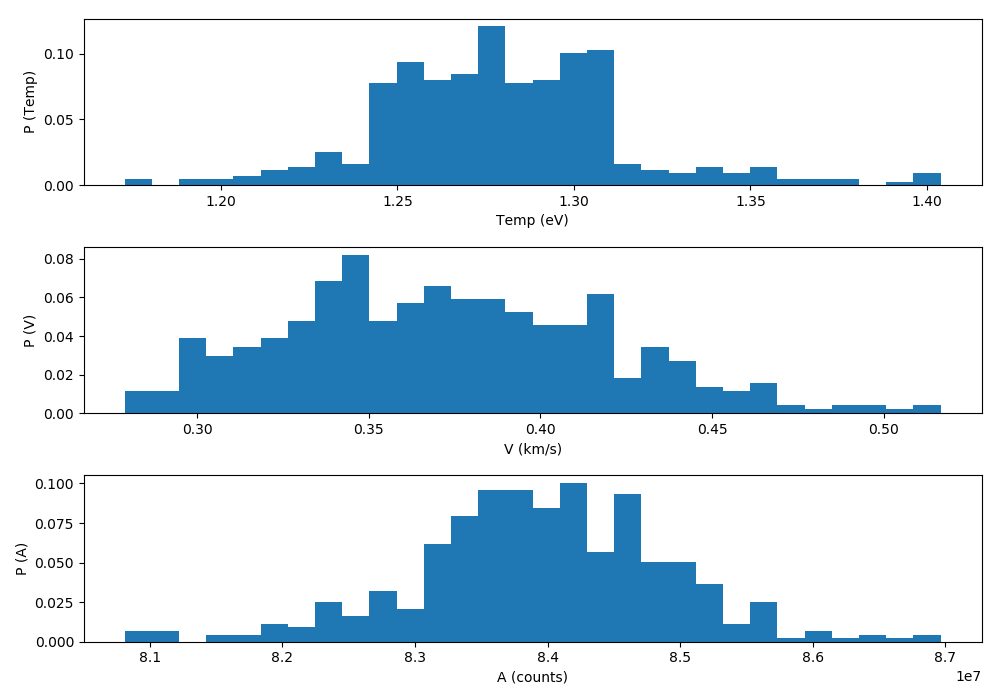 P (Temp)
0.10
0.05
0.00
1.20 1.25 1.30 1.35 1.40
Temp (eV)
P (V)
0.08
0.06
0.04
0.02
0.00
0.30 0.35 0.40 0.45 0.50
V (km/s)
P (A)
0.100
0.075
0.050
0.025
0.000
8.1 8.2 8.3 8.4 8.5 8.6 8.7
1e7
A (counts)